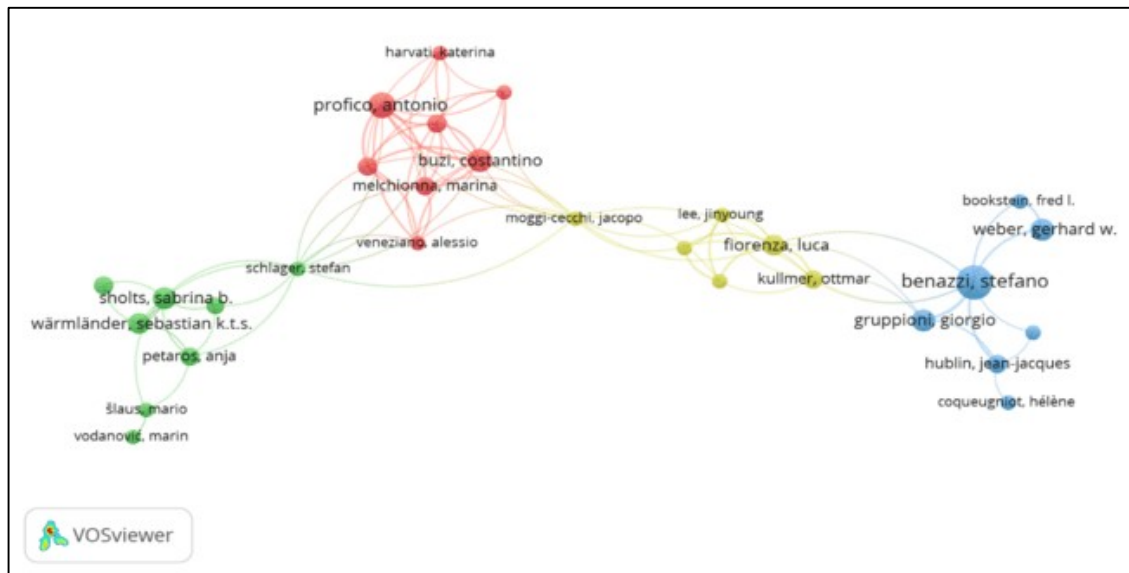 harvati, katerina
profico, antonio
buzi, costantino
melchionna, marina
veneziano, alessio
schlager, stefan
sholts, sabrina b.
wärmländer, sebastian k.t.s.
petaros, anja
šlaus, mario
vodanović, marin
moggi-cecchi, jacopo
lee, jinyoung
fiorenza, luca
kullmer, ottmar
bookstein, fred l.
weber, gerhard w.
benazzi, stefano
gruppioni, giorgio
hublin, jean-jacques
coqueugniot, hélène
VOSviewer